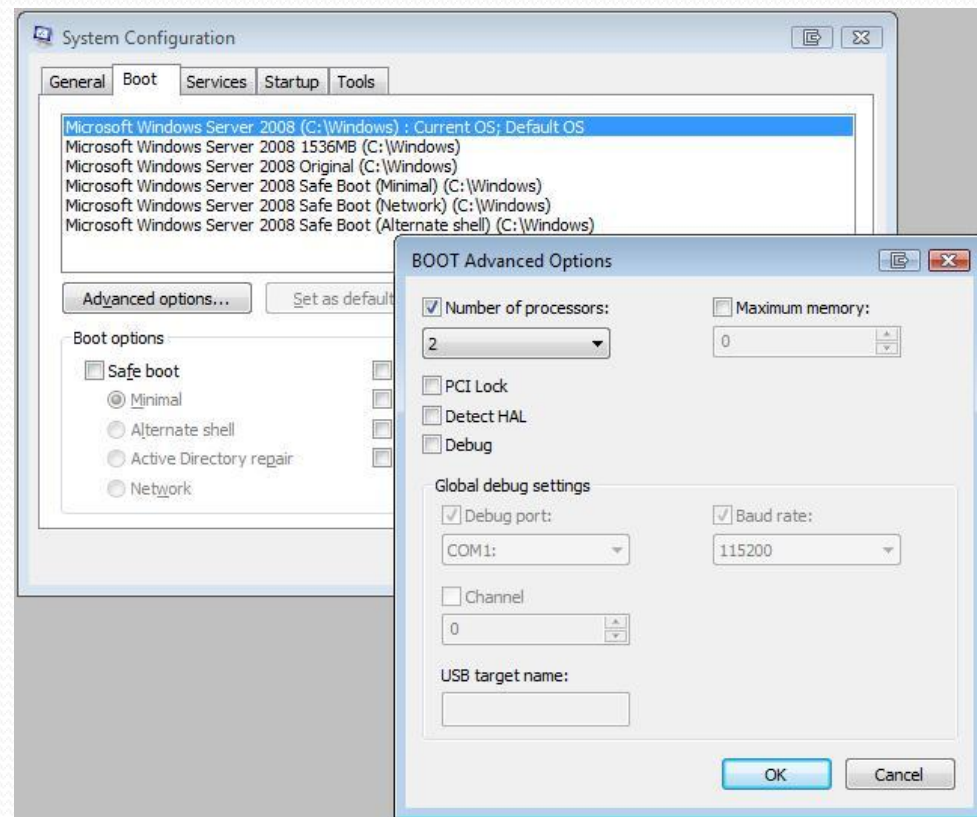 System Configuration
General Boot Services Startup Tools
Microsoft Windows Server 2008 (C:\Windows) : Current OS; Default OS
Microsoft Windows Server 2008 1536MB (C:\Windows)
Microsoft Windows Server 2008 Original (C:\Windows)
Microsoft Windows Server 2008 Safe Boot (Minimal) (C:\Windows)
Microsoft Windows Server 2008 Safe Boot (Network) (C:\Windows)
Microsoft Windows Server 2008 Safe Boot (Alternate shell) (C:\Windows)
Advanced options... Set as default
Boot options
Safe boot
Minimal
Alternate shell
Active Directory repair
Network
BOOT Advanced Options
Number of processors: Maximum memory:
2 0
PCI Lock
Detect HAL
Debug
Global debug settings
Debug port: Baud rate:
COM1: 115200
Channel
0
USB target name:
OK Cancel